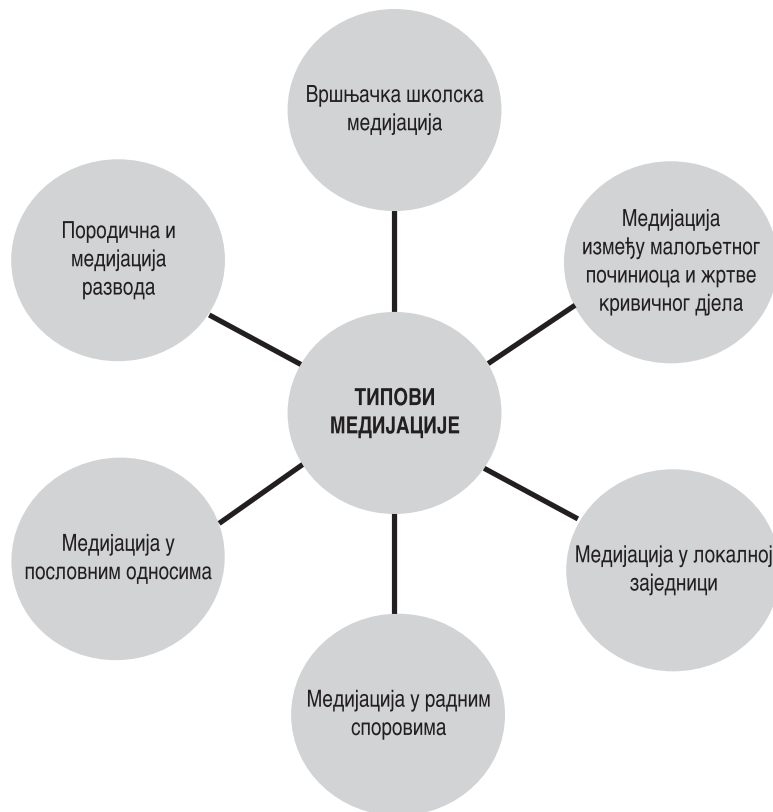 Вршњачка школска
медијација
Породична и
медијација
развода
Медијација
између малољетног
починиоца и жртве
кривичног дјела
ТИПОВИ
МЕДИЈАЦИЈЕ
Медијација у
пословним односима
Медијација у локалној
заједници
Медијација у радним
споровима